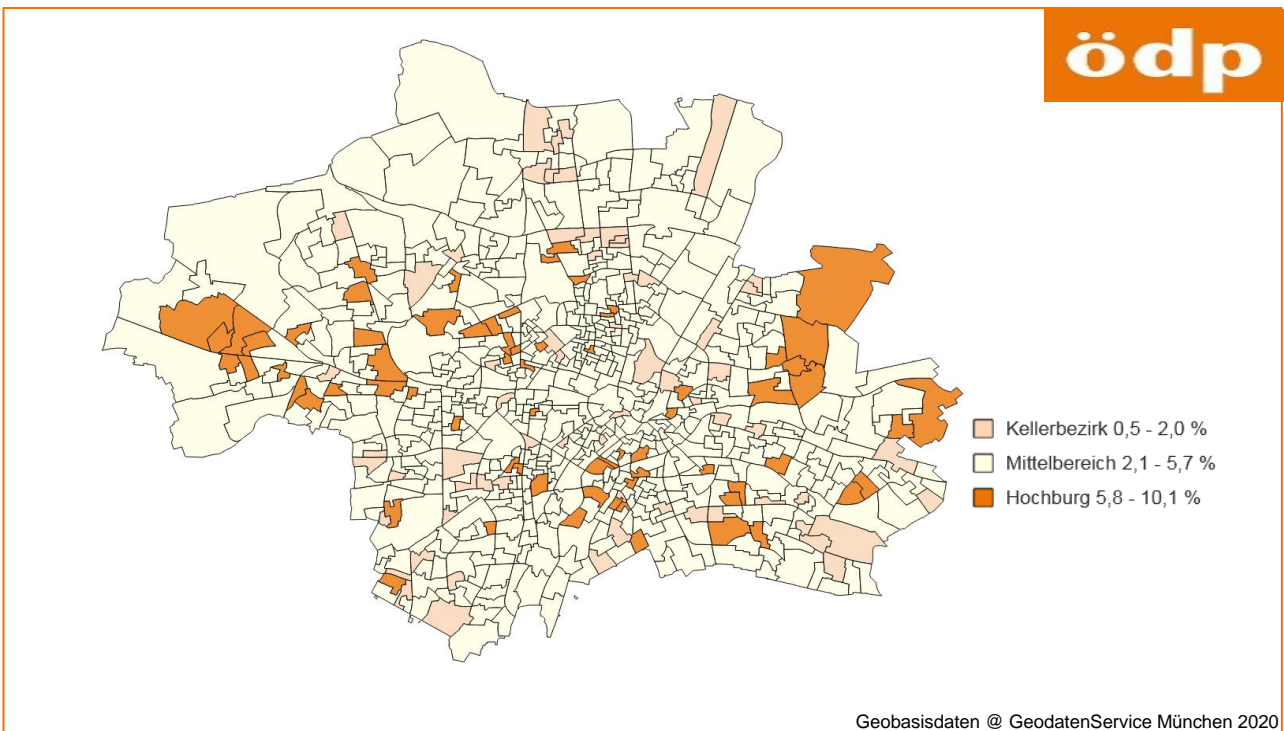 ödp
Kellerbezirk 0,5 - 2,0 %
Mittelbereich 2,1 - 5,7 %
Hochburg 5,8 - 10,1 %
Geobasisdaten @ GeodatenService München 2020